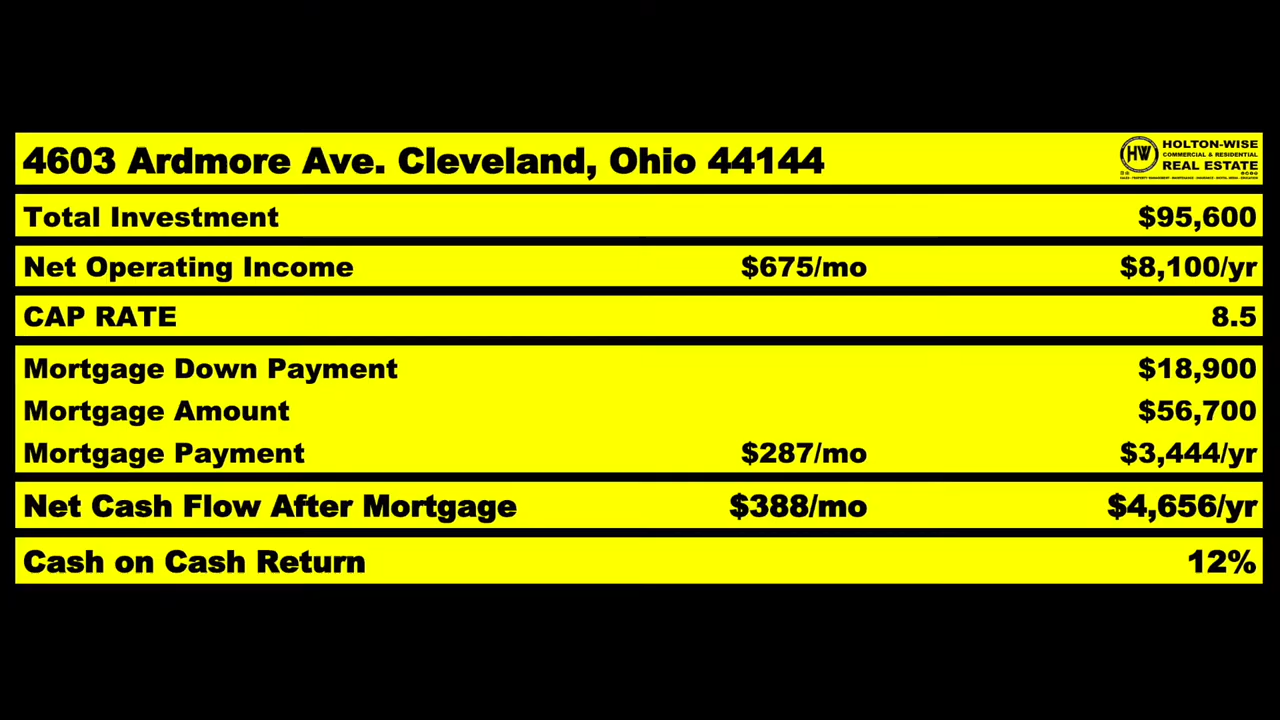 4603 Ardmore Ave. Cleveland, Ohio 44144
HW
HOLTON-WISE
COMMERCIAL & RESIDENTIAL
REAL ESTATE
Total Investment $95,600
Net Operating Income $675/mo $8,100/yr
CAP RATE 8.5
Mortgage Down Payment $18,900
Mortgage Amount $56,700
Mortgage Payment $287/mo $3,444/yr
Net Cash Flow After Mortgage $388/mo $4,656/yr
Cash on Cash Return 12%